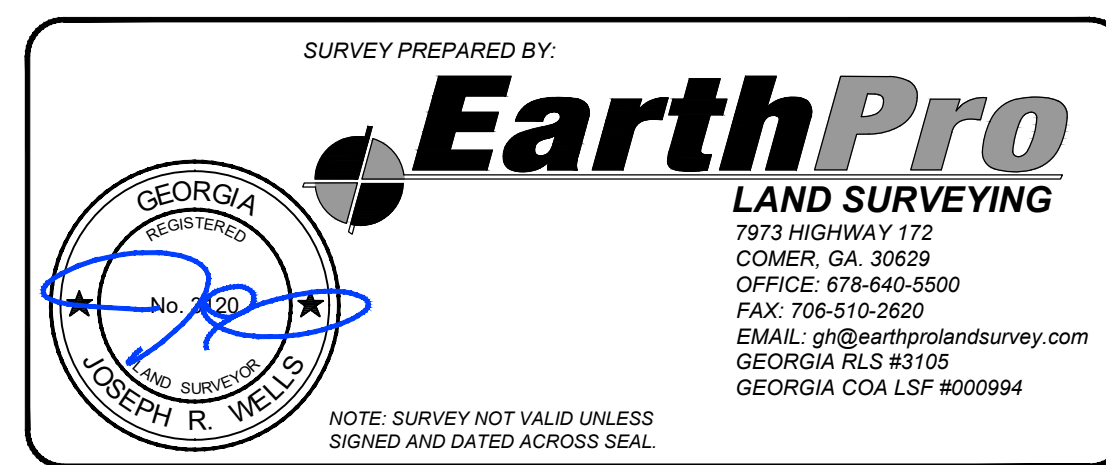 SURVEY PREPARED BY:
EarthPro
LAND SURVEYING
7973 HIGHWAY 172
COMER, GA. 30629
OFFICE: 678-640-5500
FAX: 706-510-2620
EMAIL: gh@earthprolandsurvey.com
GEORGIA RLS #3105
GEORGIA COA LSF #000994
GEORGIA
REGISTERED
No.
LAND SURVEYOR
JOSEPH R. WELLS
NOTE: SURVEY NOT VALID UNLESS
SIGNED AND DATED ACROSS SEAL.